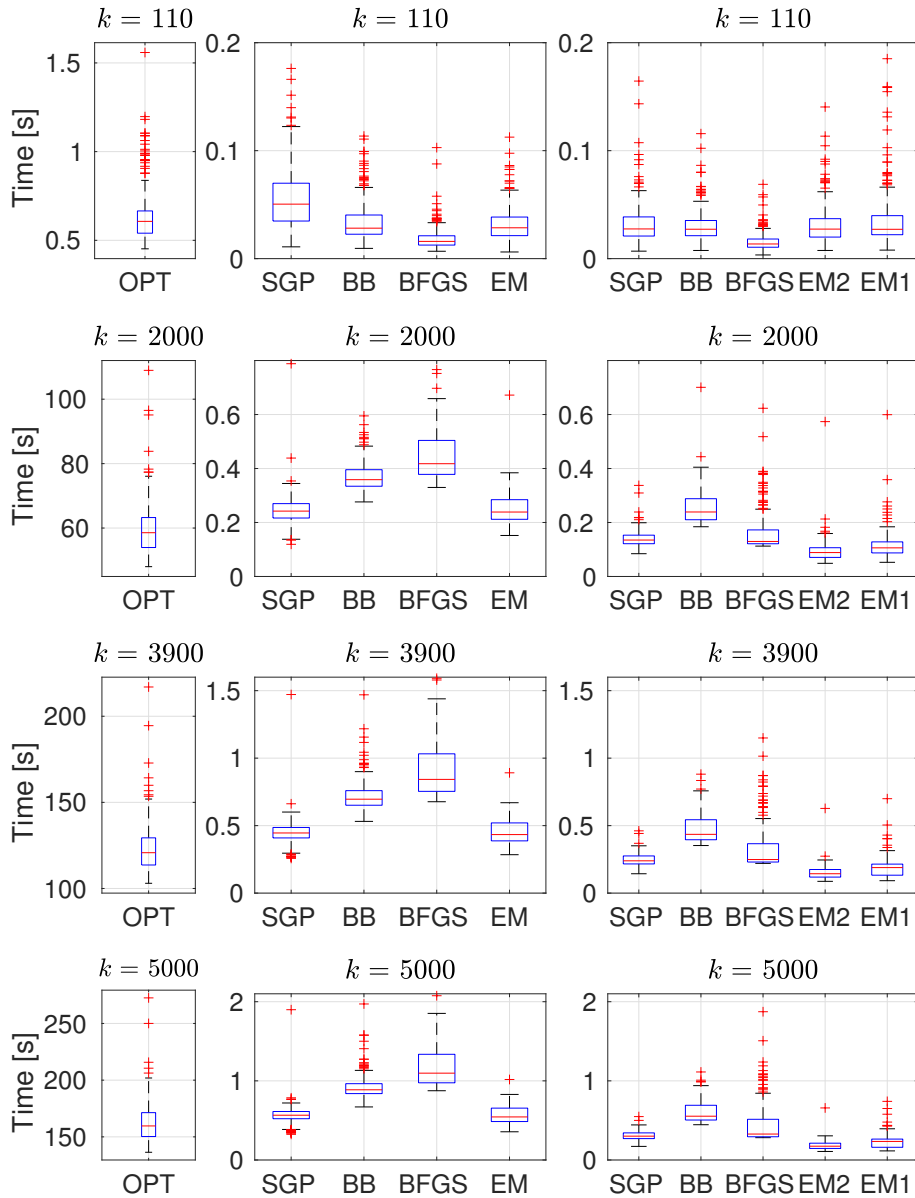 k = 110 k = 110 k = 110
Time [s]
1.5
1
0.5
OPT
0.2
0.1
0
SGP BB BFGS EM
0.2
0.1
0
SGP BB BFGS EM2 EM1
k = 2000 k = 2000 k = 2000
Time [s]
100
80
60
OPT
0.6
0.4
0.2
0
SGP BB BFGS EM
0.6
0.4
0.2
0
SGP BB BFGS EM2 EM1
k = 3900 k = 3900 k = 3900
Time [s]
200
150
100
OPT
1.5
1
0.5
0
SGP BB BFGS EM
1.5
1
0.5
0
SGP BB BFGS EM2 EM1
k = 5000 k = 5000 k = 5000
Time [s]
250
200
150
OPT
2
1
0
SGP BB BFGS EM
2
1
0
SGP BB BFGS EM2 EM1